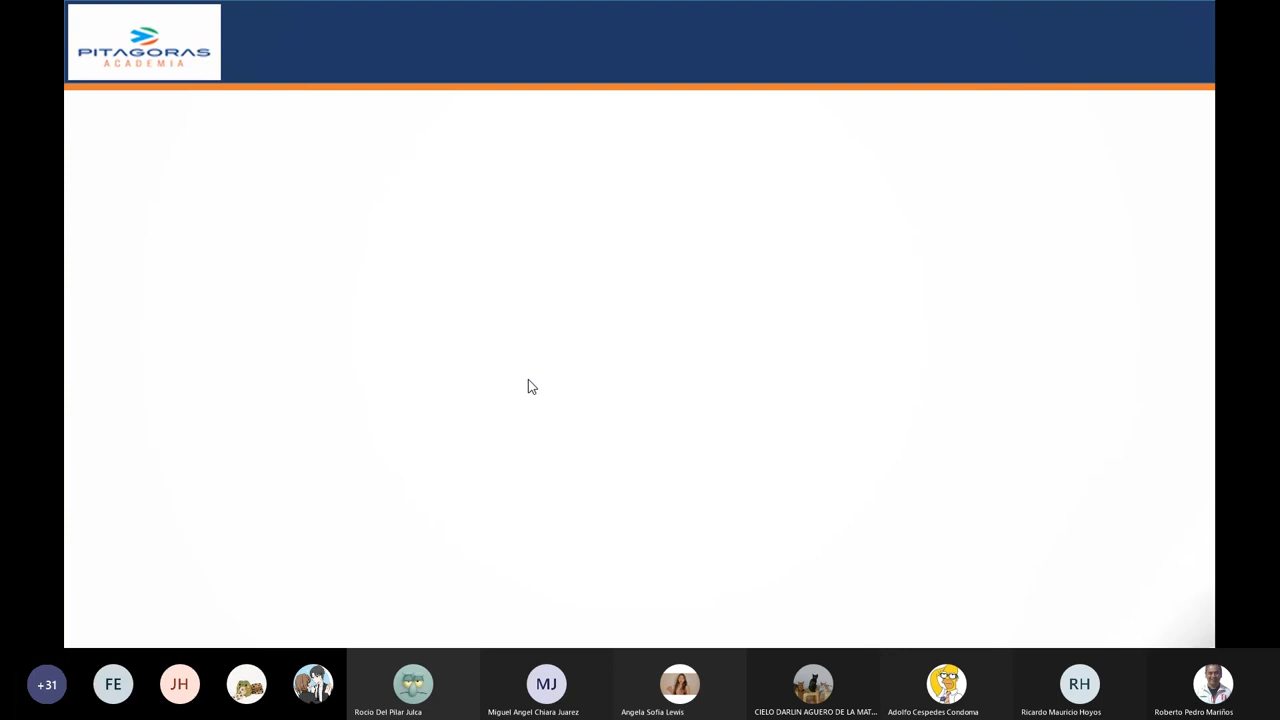 PITAGORAS
ACADEMIA
+31
FE
JH
MJ
RH
Rocio Del Pilar Julca
Miguel Angel Chiara Juarez
Angela Sofia Lewis
CIELO DARLIN AGUERO DE LA MAT...
Adolfo Cespedes Condoma
Ricardo Mauricio Hoyos
Roberto Pedro Mariños